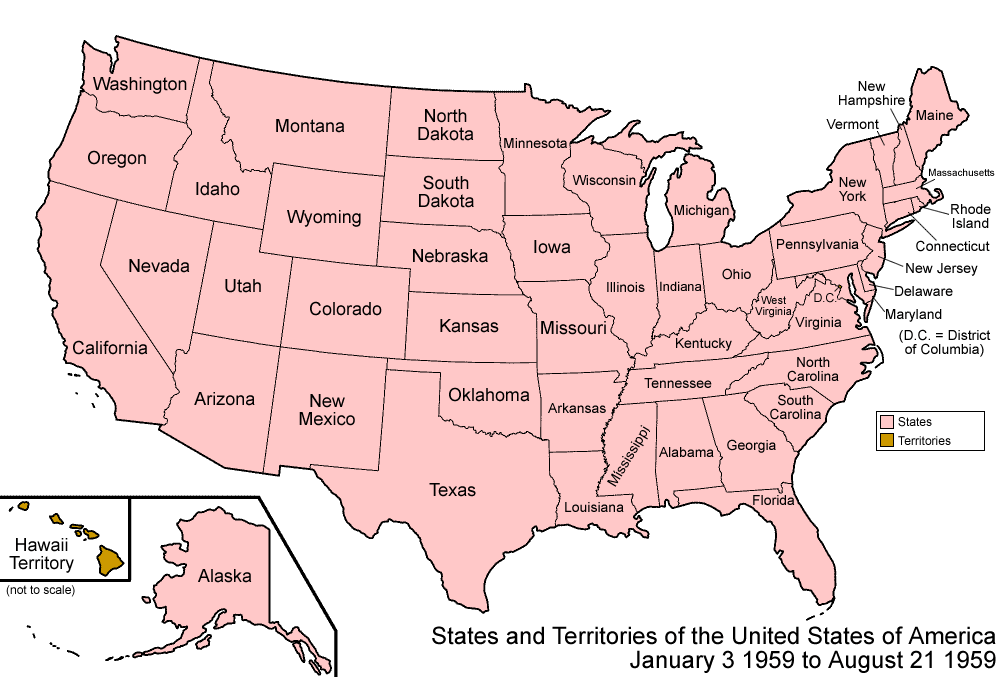 Washington
Oregon
California
Nevada
Idaho
Montana
Wyoming
Utah
Colorado
Arizona
New
Mexico
North
Dakota
South
Dakota
Nebraska
Kansas
Oklahoma
Texas
Minnesota
Iowa
Missouri
Arkansas
Louisiana
Wisconsin
Illinois
Michigan
Indiana
Ohio
Kentucky
Tennessee
Mississippi
Alabama
Georgia
Florida
South
Carolina
North
Carolina
Virginia
West
Virginia
D.C.
Pennsylvania
New
York
Vermont
New
Hampshire
Maine
Massachusetts
Rhode
Island
Connecticut
New Jersey
Delaware
Maryland
(D.C. = District
of Columbia)
States
Territories
Hawaii
Territory
(not to scale)
Alaska
States and Territories of the United States of America
January 3 1959 to August 21 1959